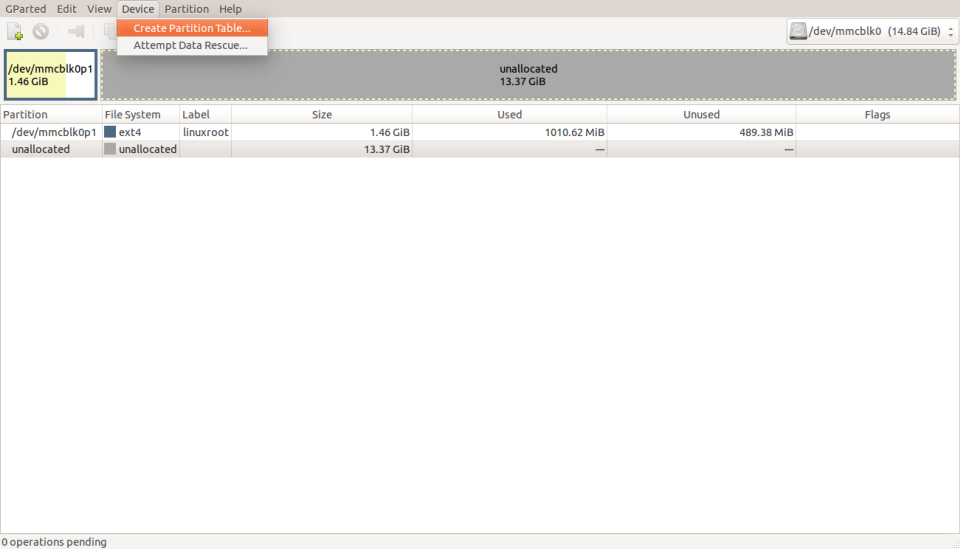 GParted Edit View Device Partition Help
Create Partition Table...
Attempt Data Rescue...
/dev/mmcblk0 (14.84 GiB)
/dev/mmcblk0p1
1.46 GiB
unallocated
13.37 GiB
Partition File System Label Size Used Unused Flags
/dev/mmcblk0p1 ext4 linuxroot 1.46 GiB 1010.62 MiB 489.38 MiB
unallocated unallocated 13.37 GiB — —
0 operations pending